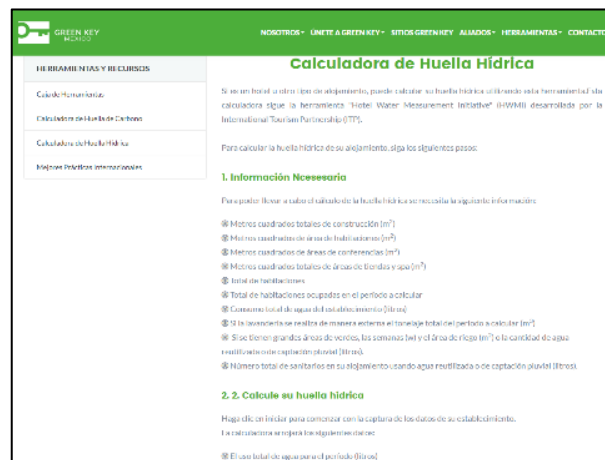 GREEN KEY
MÉXICO
NOSOTROS ÚNETE A GREEN KEY SITIOS GREEN KEY ALIADOS HERRAMIENTAS CONTACTO
HERRAMIENTAS Y RECURSOS
Caja de Herramientas
Calculadora de Huella de Carbono
Calculadora de Huella Hídrica
Mejores Prácticas Internacionales
Calculadora de Huella Hídrica
Si es un hotel u otro tipo de alojamiento, puede calcular su huella hídrica utilizando esta herramienta. Esta
calculadora sigue la herramienta "Hotel Water Measurement Initiative" (HWMI) desarrollada por la
International Tourism Partnership (ITP).
Para calcular la huella hídrica de su alojamiento, siga los siguientes pasos:
1. Información Ncesesaria
Para poder llevar a cabo el cálculo de la huella hídrica se necesita la siguiente información:
Metros cuadrados totales de construcción (m²)
Metros cuadrados de área de habitaciones (m²)
Metros cuadrados de áreas de conferencias (m²)
Metros cuadrados totales de áreas de tiendas y spa (m²)
Total de habitaciones
Total de habitaciones ocupadas en el período a calcular
Consumo total de agua del establecimiento (litros)
Si la lavandería se realiza de manera externa el tonelaje total del período a calcular (m²)
Si se tienen grandes áreas de verdes, las semanas (w) y el área de riego (m²) o la cantidad de agua
reutilizada o de captación pluvial (litros).
Número total de sanitarios en su alojamiento usando agua reutilizada o de captación pluvial (litros).
2. 2. Calcule su huella hídrica
Haga clic en iniciar para comenzar con la captura de los datos de su establecimiento.
La calculadora arrojará los siguientes datos:
El uso total de agua para el período (litros)